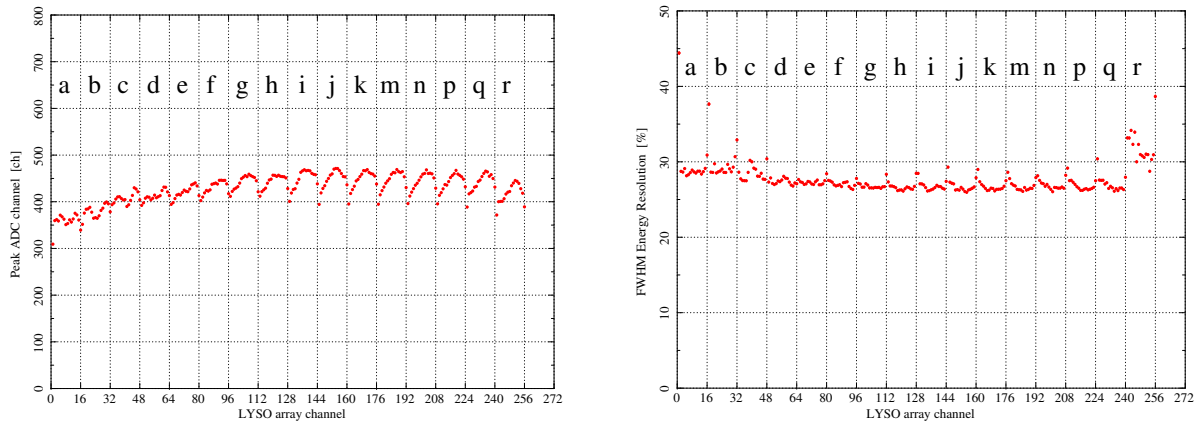 800
700
600
500
400
300
200
100
0
Peak ADC channel [ch]
a b c d e f g h i j k m n p q r
0 16 32 48 64 80 96 112 128 144 160 176 192 208 224 240 256 272
LYSO array channel
50
40
30
20
10
0
FWHM Energy Resolution [%]
a b c d e f g h i j k m n p q r
0 16 32 48 64 80 96 112 128 144 160 176 192 208 224 240 256 272
LYSO array channel